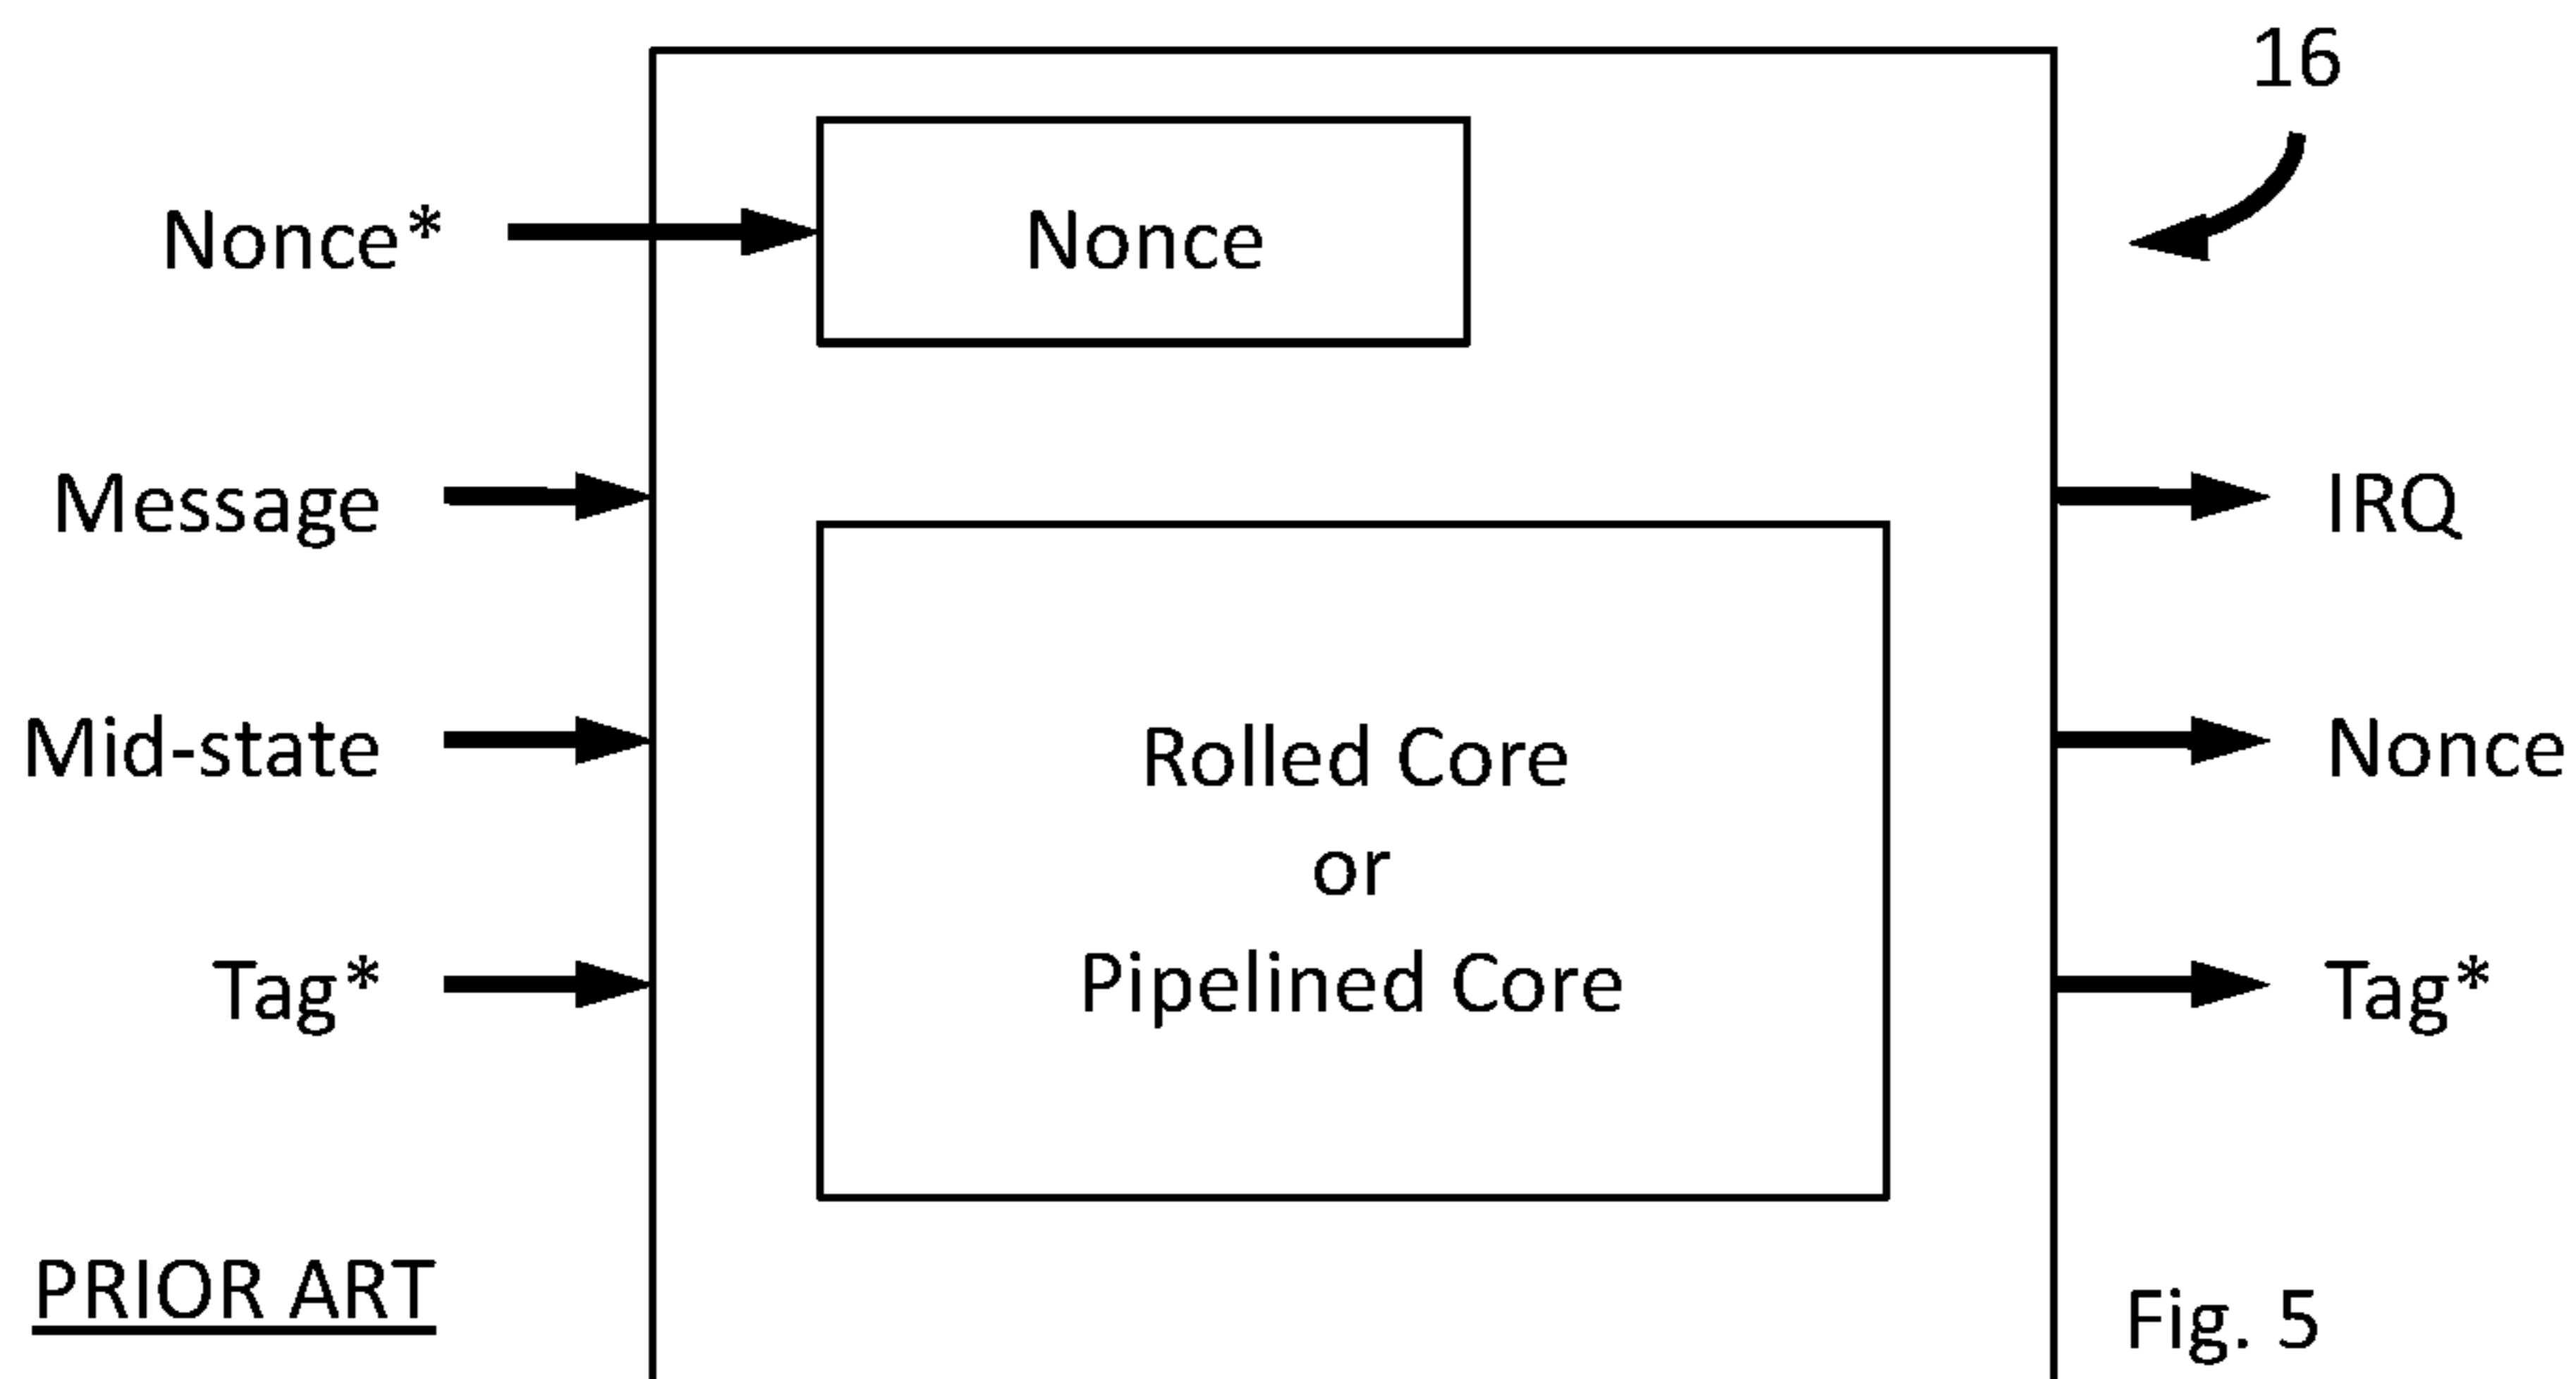 16
Nonce*
Nonce
Message
IRQ
Mid-state
Rolled Core
or
Pipelined Core
Nonce
Tag*
Tag*
PRIOR ART
Fig. 5